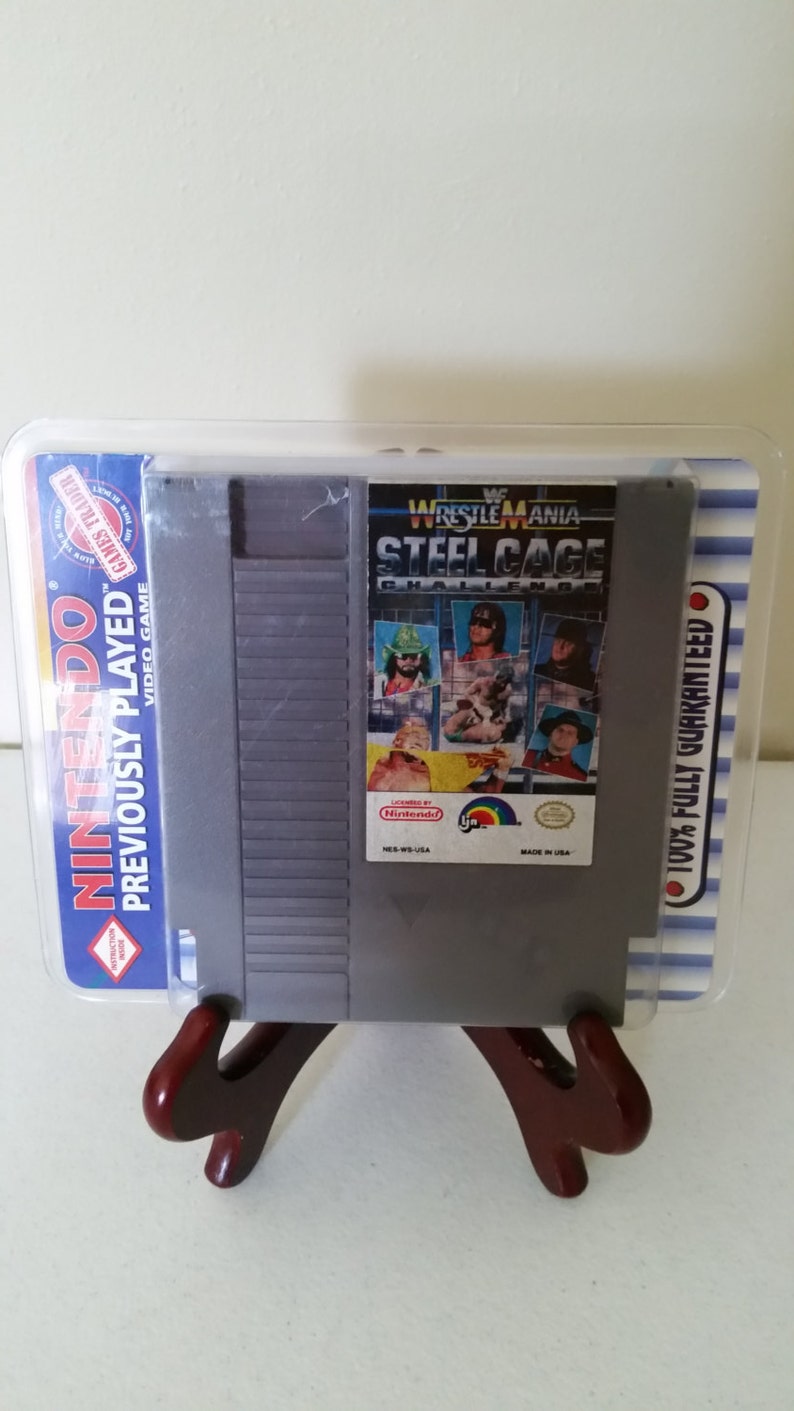 NINTENDO®
PREVIOUSLY PLAYED™
VIDEO GAME
GAMES TRADER
INSTRUCTION
INSIDE
WF
WRESTLEMANIA
STEEL CAGE
CHALLENGE
LICENSED BY
Nintendo
LJN
NES-WS-USA
MADE IN USA
100% FULLY GUARANTEED